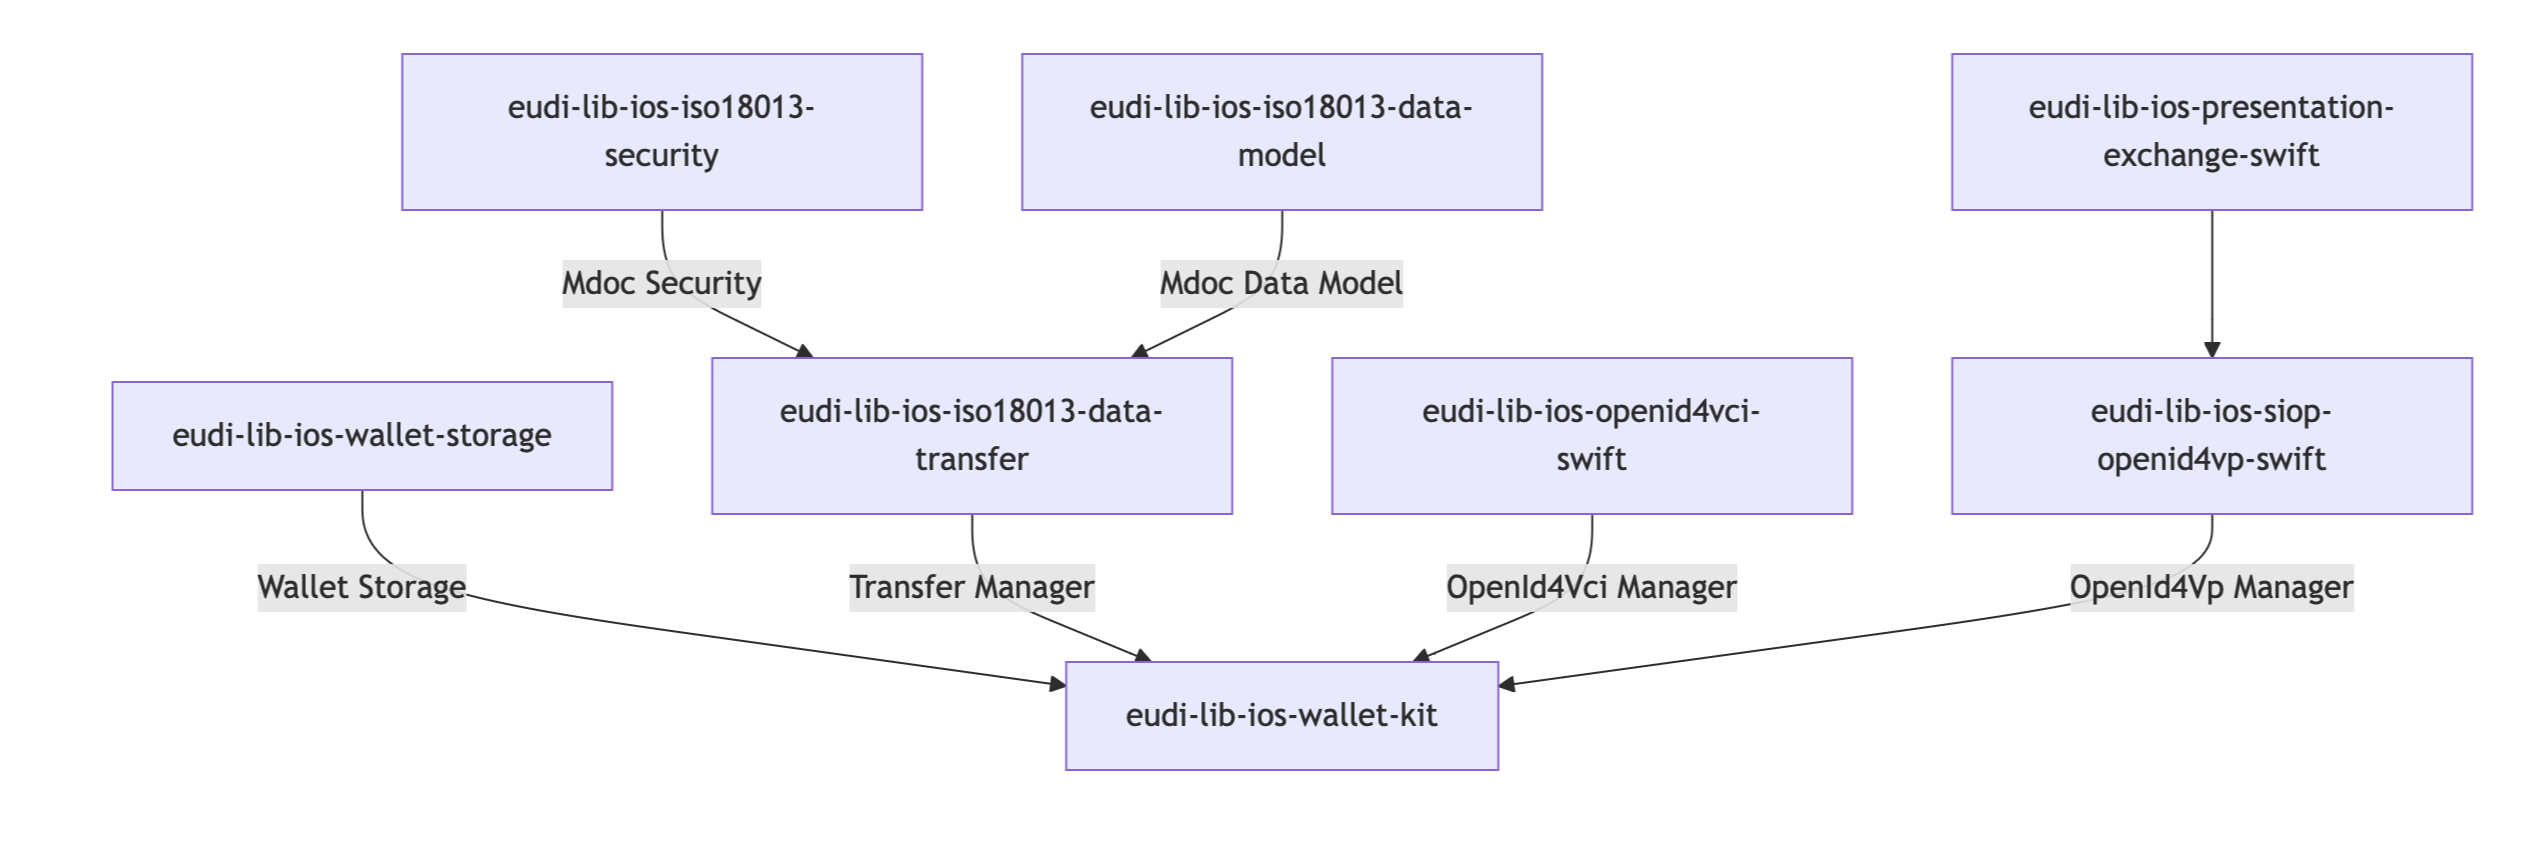 eudi-lib-ios-iso18013-
security
eudi-lib-ios-iso18013-data-
model
eudi-lib-ios-presentation-
exchange-swift
Mdoc Security
Mdoc Data Model
eudi-lib-ios-wallet-storage
eudi-lib-ios-iso18013-data-
transfer
eudi-lib-ios-openid4vci-
swift
eudi-lib-ios-siop-
openid4vp-swift
Wallet Storage
Transfer Manager
OpenId4Vci Manager
OpenId4Vp Manager
eudi-lib-ios-wallet-kit